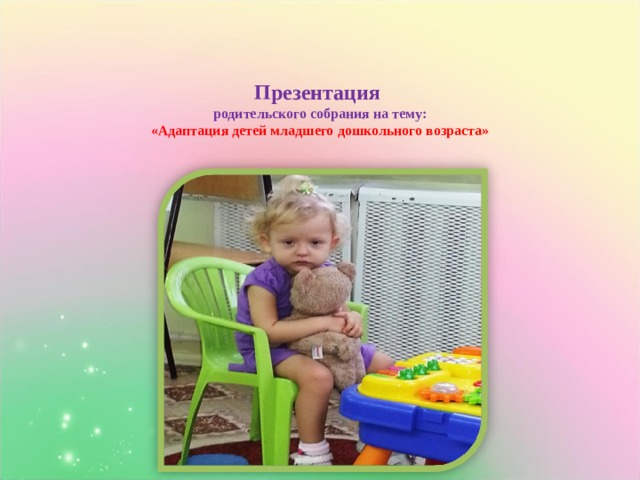 Презентация
родительского собрания на тему:
«Адаптация детей младшего дошкольного возраста»